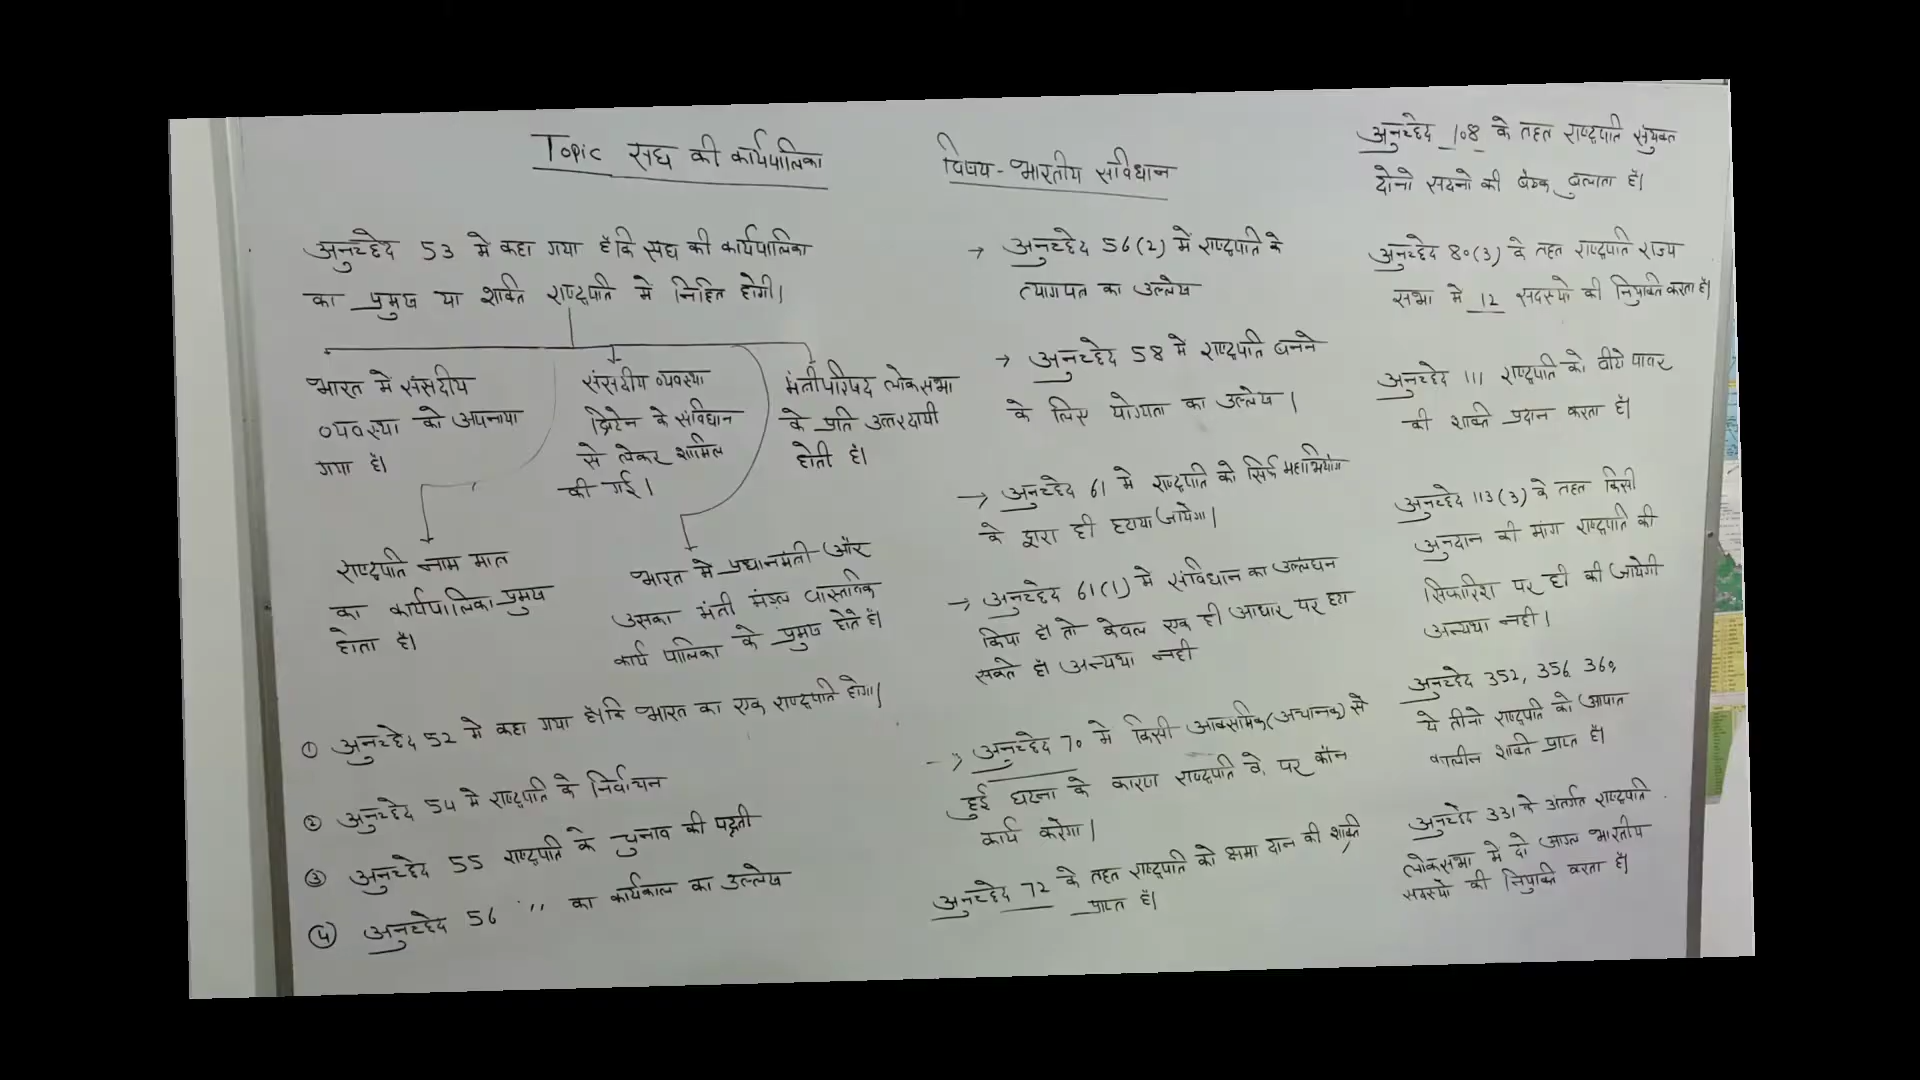 Topic सघ की कार्यपालिका
विषय - भारतीय सविधान
अनुच्छेद 53 मे कहा गया है कि सघ की कार्यपालिका
का प्रमुख या शक्ति राष्ट्रपति मे निहित होगी।
भारत मे संसदीय
व्यवस्था को अपनाया
गया है।
संसदीय व्यवस्था
ब्रिटेन के संविधान
से लेकर शामिल
की गई।
मंत्रीपरिषद लोकसभा
के प्रति उत्तरदायी
होती है।
राष्ट्रपति नाम मात्र
का कार्यपालिका प्रमुख
होता है।
भारत मे प्रधानमंत्री और
उसका मंत्री मंडल वास्तविक
कार्य पालिका के प्रमुख होते है।
① अनुच्छेद 52 मे कहा गया है। कि भारत का एक राष्ट्रपति होगा।
② अनुच्छेद 54 मे राष्ट्रपति के निर्वाचन
③ अनुच्छेद 55 राष्ट्रपति के चुनाव की पद्दती
④ अनुच्छेद 56 ,, का कार्यकाल का उल्लेख
→ अनुच्छेद 56(2) मे राष्ट्रपति के
त्यागपत्र का उल्लेख
→ अनुच्छेद 58 मे राष्ट्रपति बनने
के लिए योग्यता का उल्लेख।
→ अनुच्छेद 61 मे राष्ट्रपति को सिर्फ महाभियोग
के द्वारा ही हटाया जायेगा।
→ अनुच्छेद 61(1) मे संविधान का उल्लंघन
किया हो तो केवल एक ही आधार पर हटा
सकते है। अन्यथा नही
→ अनुच्छेद 70 मे किसी आकसमिक (अचानक) से
हुई घटना के कारण राष्ट्रपति के पर कौन
कार्य करेगा।
अनुच्छेद 72 के तहत राष्ट्रपति को क्षमा दान की शक्ति
प्राप्त है।
अनुच्छेद 108 के तहत राष्ट्रपति संयुक्त
दोनो सदनो की बैठक बुलाता है।
अनुच्छेद 80(3) के तहत राष्ट्रपति राज्य
सभा मे 12 सदस्यो की नियुक्ति करता है।
अनुच्छेद 111 राष्ट्रपति को वीटो पावर
की शक्ति प्रदान करता है।
अनुच्छेद 113(3) के तहत किसी
अनुदान की मांग राष्ट्रपति की
सिफारिश पर ही की जायेगी
अन्यथा नही।
अनुच्छेद 352, 356, 360,
ये तीनो राष्ट्रपति को आपात
कालीन शक्ति प्राप्त है।
अनुच्छेद 331 के अंतर्गत राष्ट्रपति
लोकसभा मे दो आंग्ल भारतीय
सदस्यो की नियुक्ति करता है।